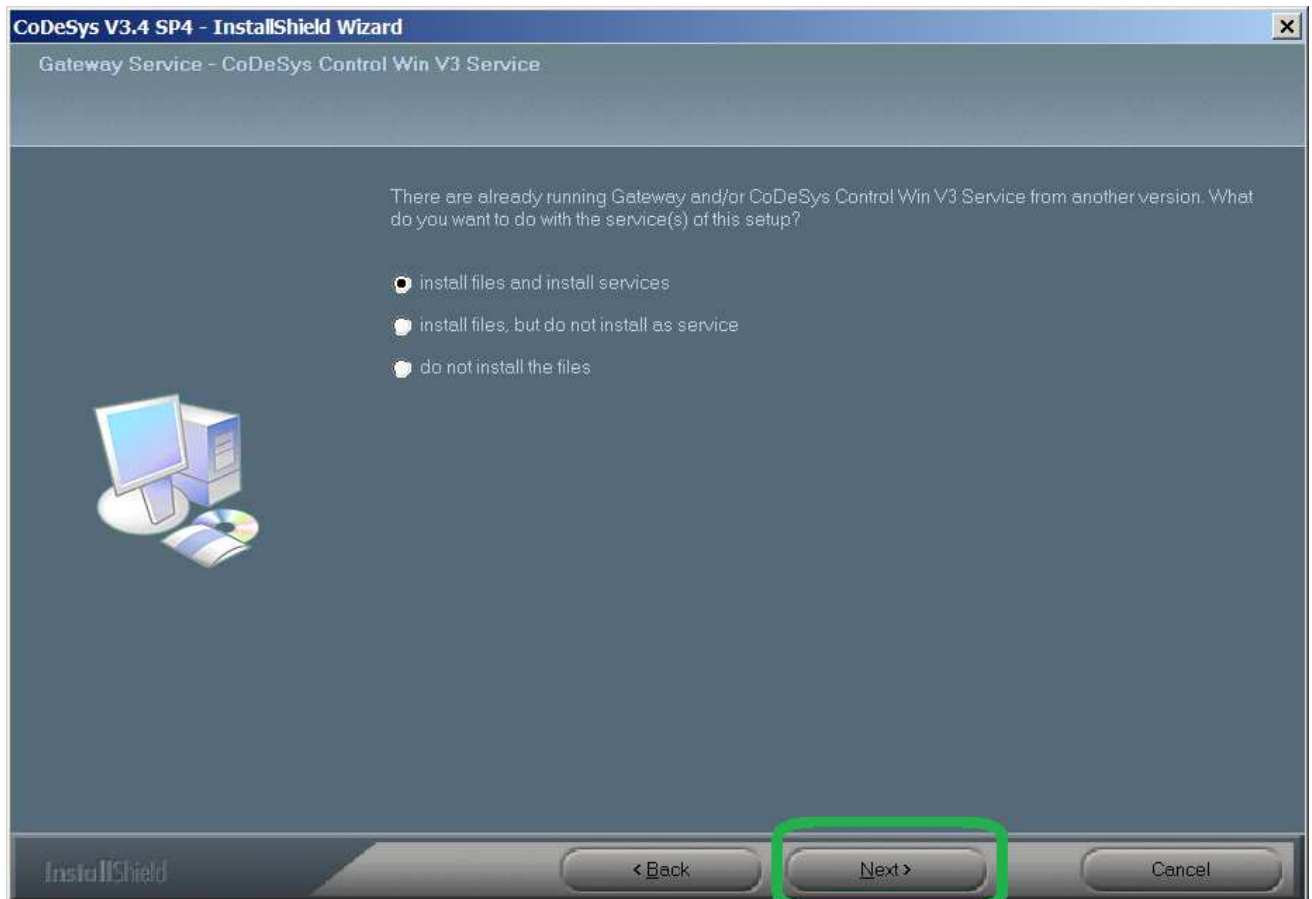 CoDeSys V3.4 SP4 - InstallShield Wizard
Gateway Service - CoDeSys Control Win V3 Service
There are already running Gateway and/or CoDeSys Control Win V3 Service from another version. What
do you want to do with the service(s) of this setup?
install files and install services
install files, but do not install as service
do not install the files
InstallShield
< Back
Next >
Cancel